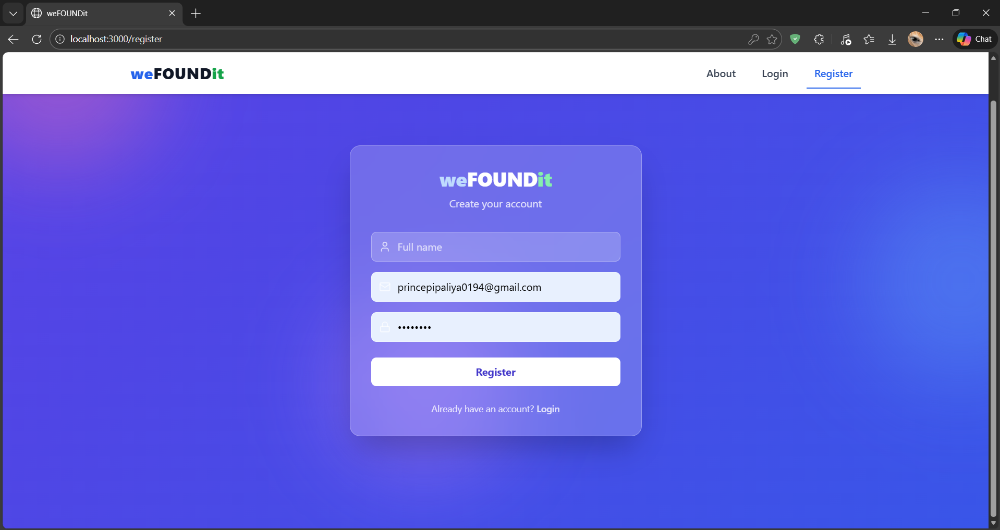 weFOUNDit
localhost:3000/register
Chat
weFOUNDit
About
Login
Register
weFOUNDit
Create your account
Full name
princepipaliya0194@gmail.com
••••••••
Register
Already have an account? Login